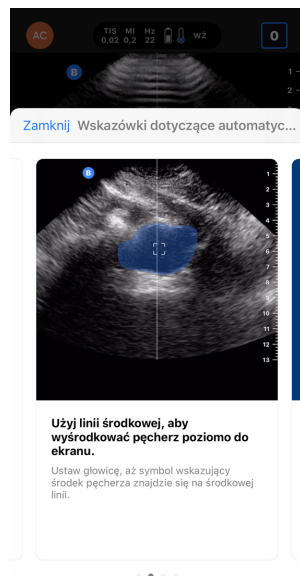 AC
TIS MI Hz
0,02 0,2 22
WŻ
0
B
1
2
Zamknij Wskazówki dotyczące automatyc...
B
1
2
3
4
5
6
7
8
9
10
11
12
13
Użyj linii środkowej, aby
wyśrodkować pęcherz poziomo do
ekranu.
Ustaw głowicę, aż symbol wskazujący
środek pęcherza znajdzie się na środkowej
linii.